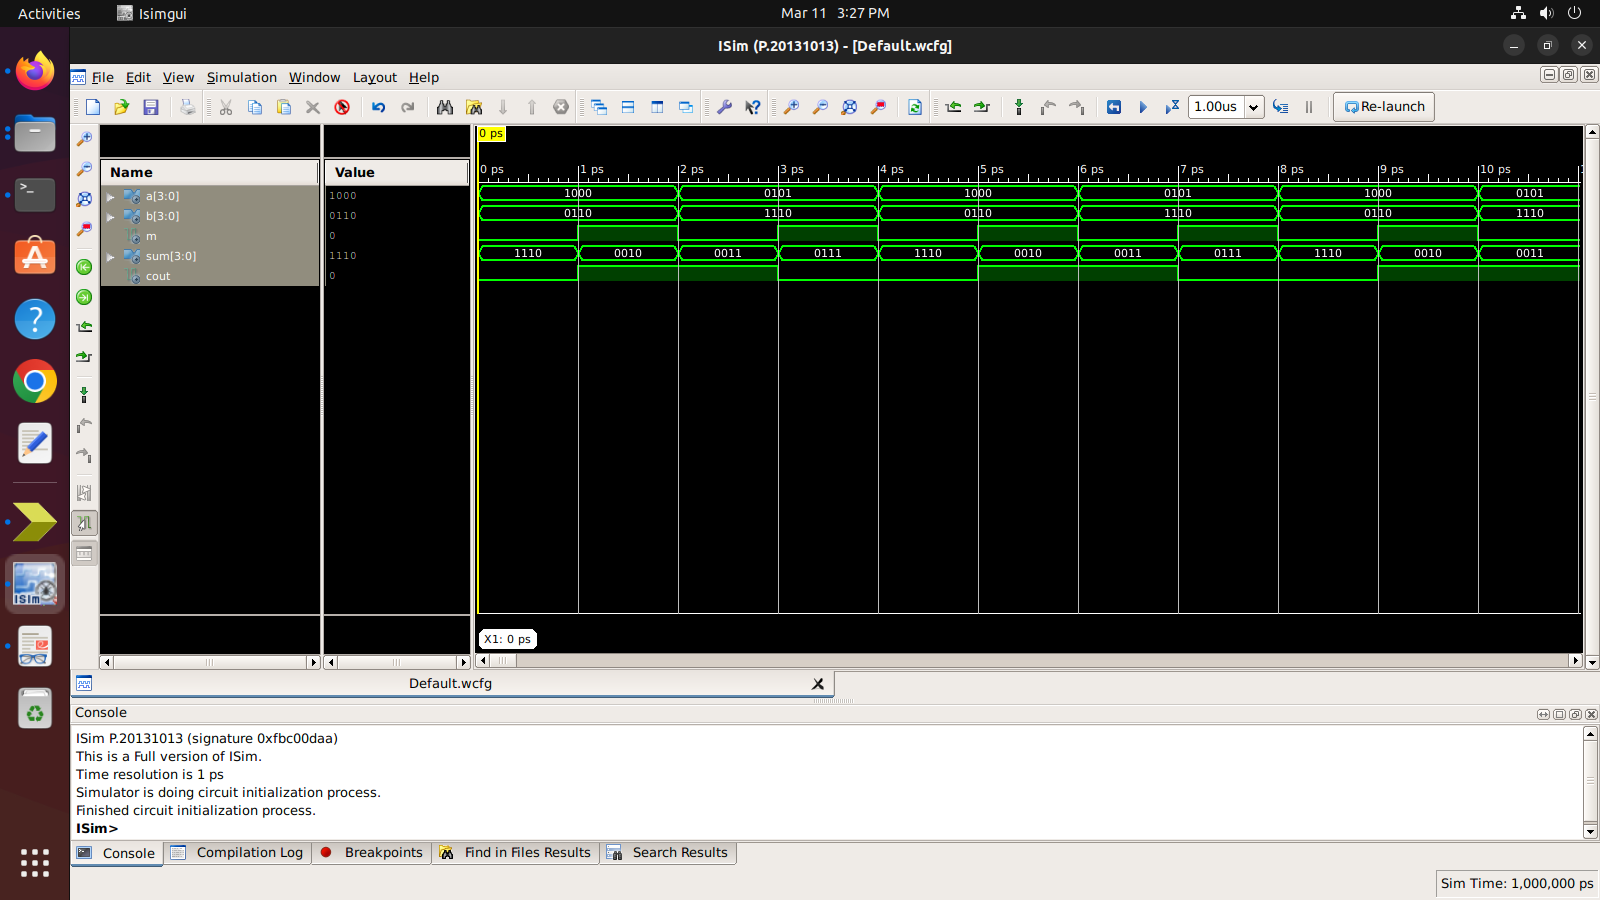 Activities Isimgui Mar 11 3:27 PM
ISim (P.20131013) - [Default.wcfg]
File Edit View Simulation Window Layout Help
1.00us Re-launch
0 ps
Name Value
0 ps 1 ps 2 ps 3 ps 4 ps 5 ps 6 ps 7 ps 8 ps 9 ps 10 ps
a[3:0] 1000 1000 0101 1000 0101 1000 0101
b[3:0] 0110 0110 1110 0110 1110 0110 1110
m 0
sum[3:0] 1110 1110 0010 0011 0111 1110 0010 0011 0111 1110 0010 0011
cout 0
X1: 0 ps
Default.wcfg
Console
ISim P.20131013 (signature 0xfbc00daa)
This is a Full version of ISim.
Time resolution is 1 ps
Simulator is doing circuit initialization process.
Finished circuit initialization process.
ISim>
Console Compilation Log Breakpoints Find in Files Results Search Results
Sim Time: 1,000,000 ps
ISim